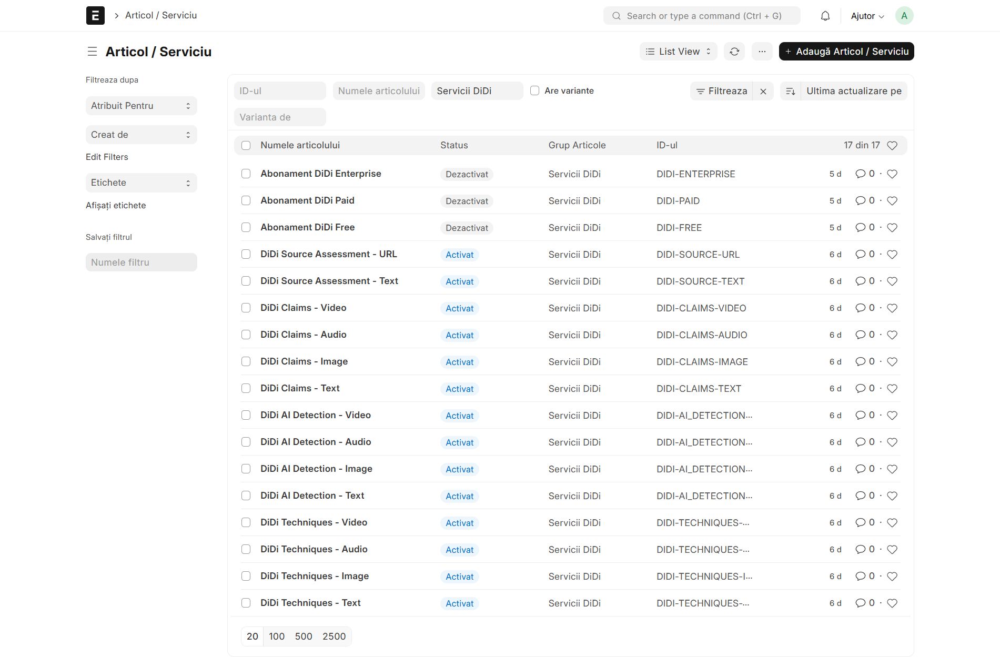 E
Articol / Serviciu
Search or type a command (Ctrl + G)
Ajutor
A
Articol / Serviciu
List View
+ Adaugă Articol / Serviciu
Filtreaza dupa
Atribuit Pentru
Creat de
Edit Filters
Etichete
Afișați etichete
Salvați filtrul
Numele filtru
ID-ul
Numele articolului
Servicii DiDi
Are variante
Filtreaza
Ultima actualizare pe
Varianta de
Numele articolului Status Grup Articole ID-ul 17 din 17
Abonament DiDi Enterprise Dezactivat Servicii DiDi DIDI-ENTERPRISE 5 d 0 ·
Abonament DiDi Paid Dezactivat Servicii DiDi DIDI-PAID 5 d 0 ·
Abonament DiDi Free Dezactivat Servicii DiDi DIDI-FREE 5 d 0 ·
DiDi Source Assessment - URL Activat Servicii DiDi DIDI-SOURCE-URL 6 d 0 ·
DiDi Source Assessment - Text Activat Servicii DiDi DIDI-SOURCE-TEXT 6 d 0 ·
DiDi Claims - Video Activat Servicii DiDi DIDI-CLAIMS-VIDEO 6 d 0 ·
DiDi Claims - Audio Activat Servicii DiDi DIDI-CLAIMS-AUDIO 6 d 0 ·
DiDi Claims - Image Activat Servicii DiDi DIDI-CLAIMS-IMAGE 6 d 0 ·
DiDi Claims - Text Activat Servicii DiDi DIDI-CLAIMS-TEXT 6 d 0 ·
DiDi AI Detection - Video Activat Servicii DiDi DIDI-AI_DETECTION... 6 d 0 ·
DiDi AI Detection - Audio Activat Servicii DiDi DIDI-AI_DETECTION... 6 d 0 ·
DiDi AI Detection - Image Activat Servicii DiDi DIDI-AI_DETECTION... 6 d 0 ·
DiDi AI Detection - Text Activat Servicii DiDi DIDI-AI_DETECTION... 6 d 0 ·
DiDi Techniques - Video Activat Servicii DiDi DIDI-TECHNIQUES-... 6 d 0 ·
DiDi Techniques - Audio Activat Servicii DiDi DIDI-TECHNIQUES-... 6 d 0 ·
DiDi Techniques - Image Activat Servicii DiDi DIDI-TECHNIQUES-I... 6 d 0 ·
DiDi Techniques - Text Activat Servicii DiDi DIDI-TECHNIQUES-... 6 d 0 ·
20 100 500 2500